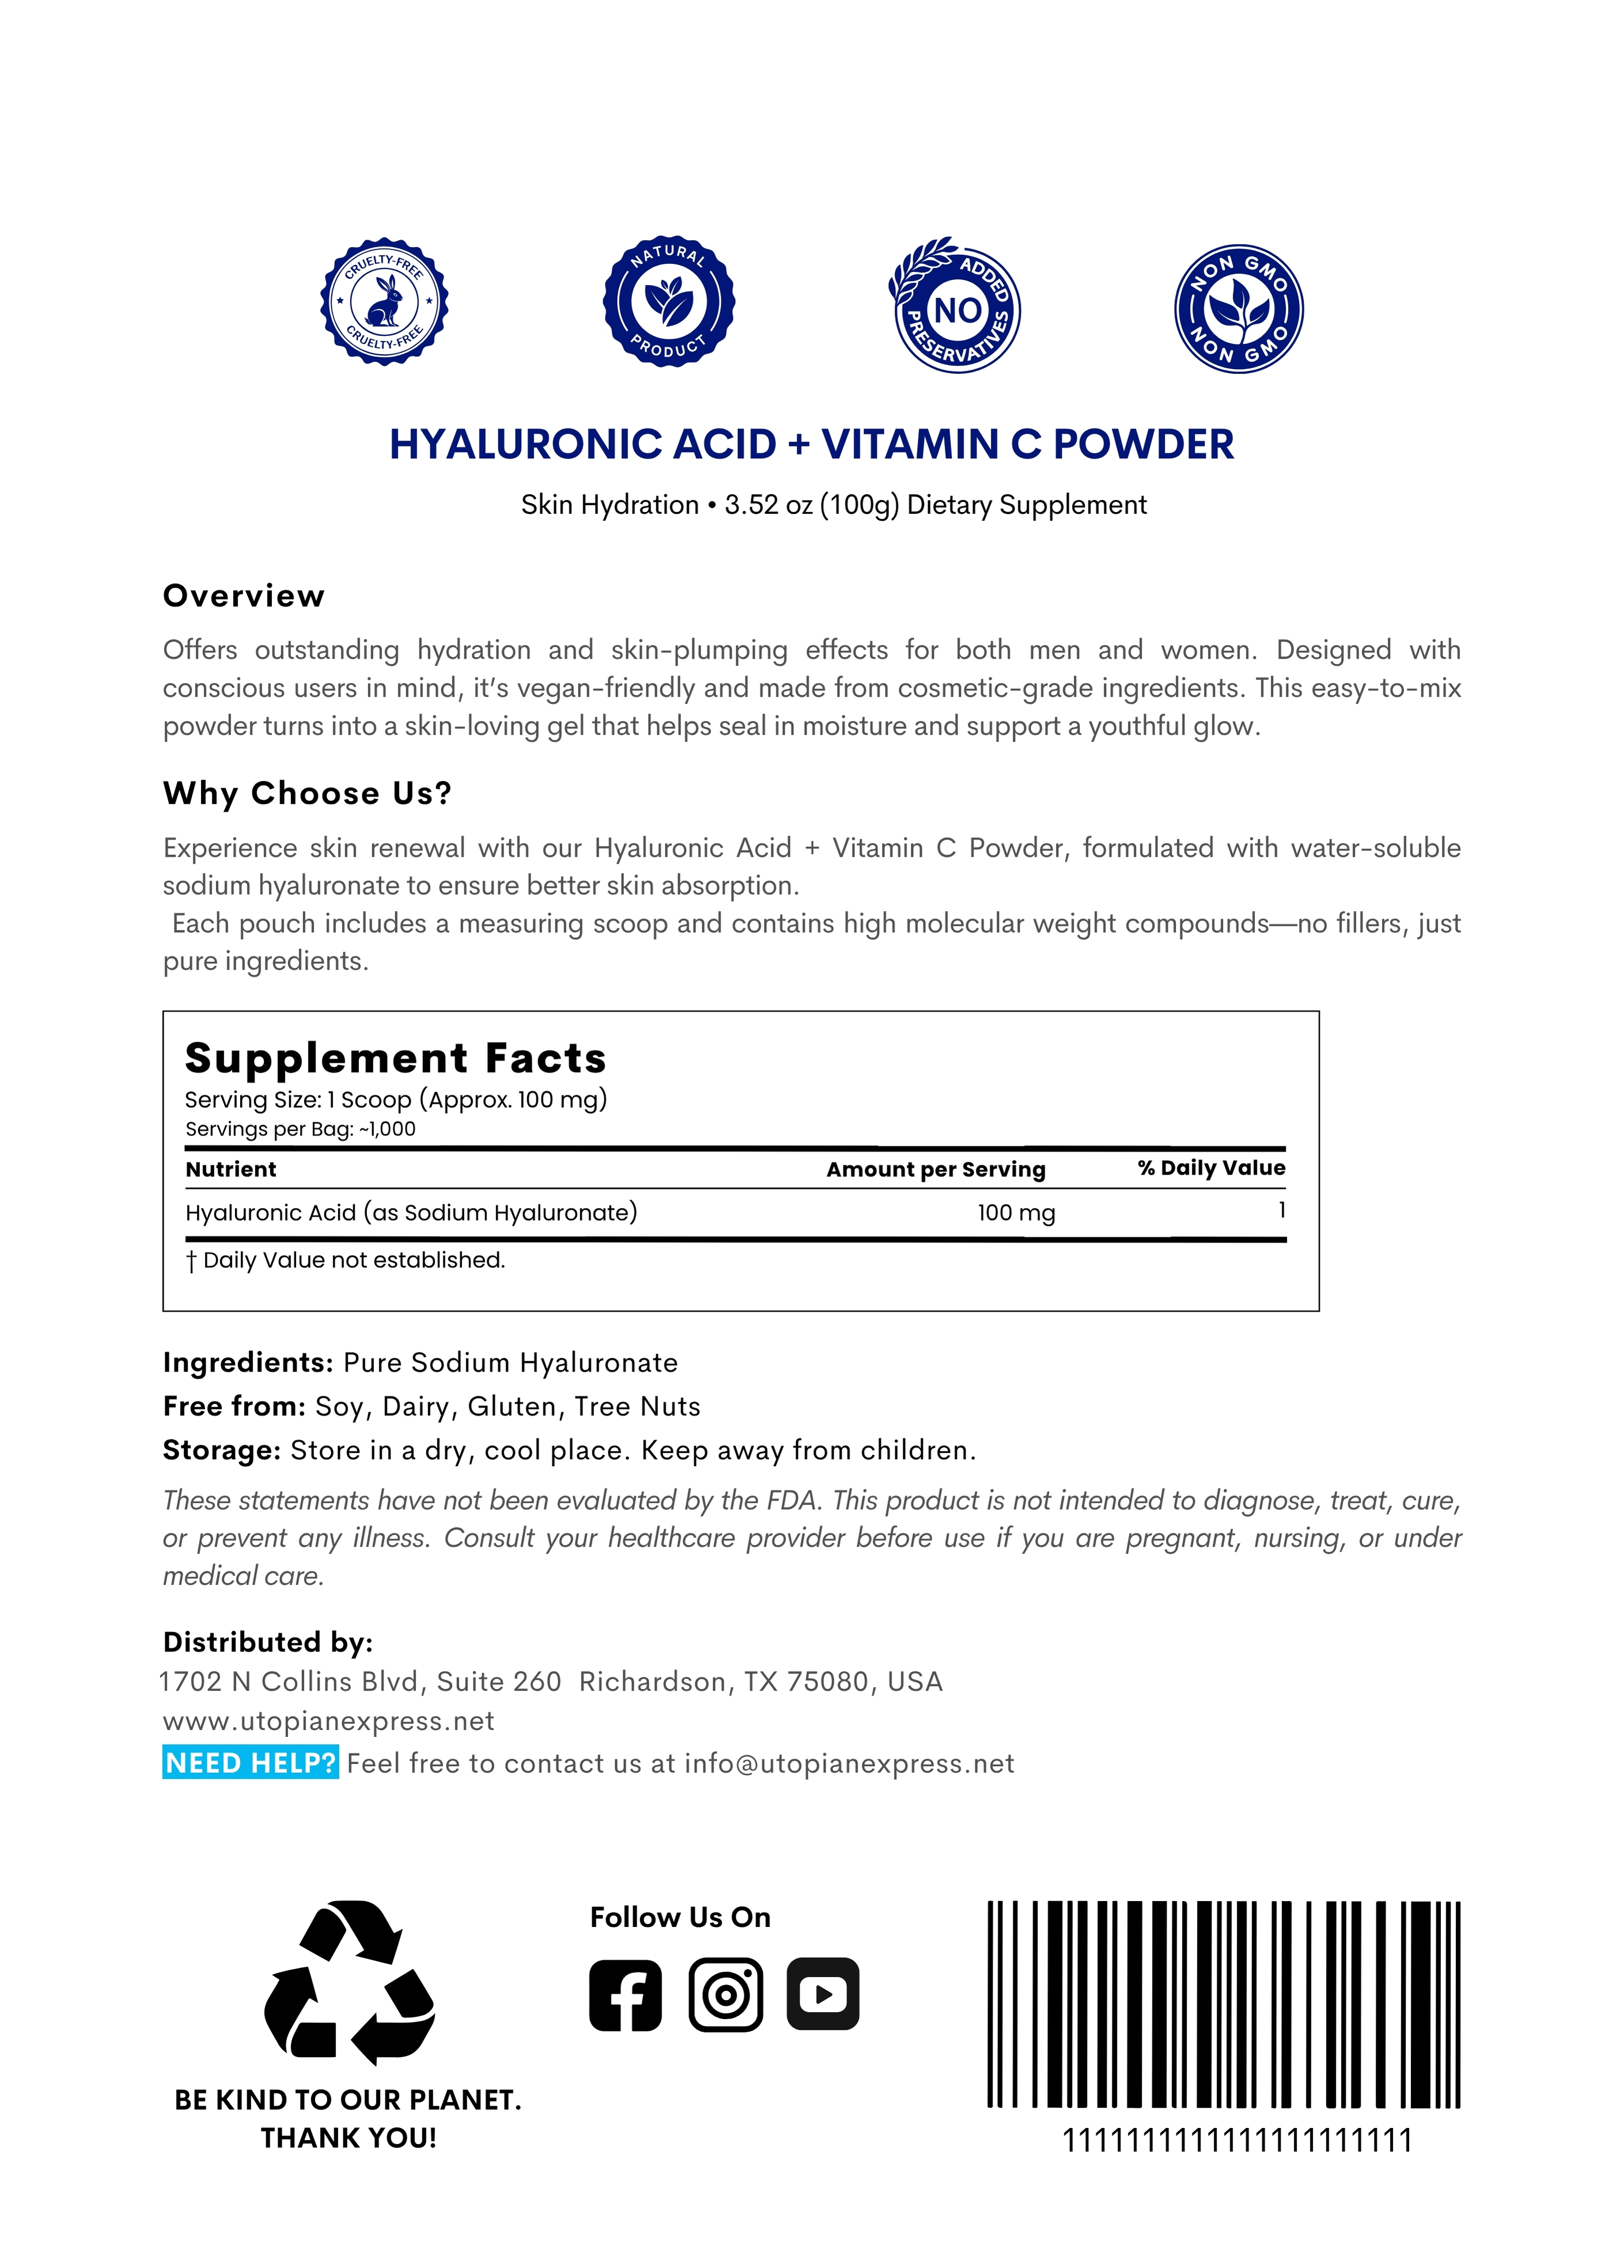 CRUELTY-FREE
CRUELTY-FREE
NATURAL
PRODUCT
NO
ADDED
PRESERVATIVES
NON GMO
NON GMO
HYALURONIC ACID + VITAMIN C POWDER
Skin Hydration • 3.52 oz (100g) Dietary Supplement
Overview
Offers outstanding hydration and skin-plumping effects for both men and women. Designed with
conscious users in mind, it’s vegan-friendly and made from cosmetic-grade ingredients. This easy-to-mix
powder turns into a skin-loving gel that helps seal in moisture and support a youthful glow.
Why Choose Us?
Experience skin renewal with our Hyaluronic Acid + Vitamin C Powder, formulated with water-soluble
sodium hyaluronate to ensure better skin absorption.
Each pouch includes a measuring scoop and contains high molecular weight compounds—no fillers, just
pure ingredients.
Supplement Facts
Serving Size: 1 Scoop (Approx. 100 mg)
Servings per Bag: ~1,000
Nutrient Amount per Serving % Daily Value
Hyaluronic Acid (as Sodium Hyaluronate) 100 mg 1
† Daily Value not established.
Ingredients: Pure Sodium Hyaluronate
Free from: Soy, Dairy, Gluten, Tree Nuts
Storage: Store in a dry, cool place. Keep away from children.
These statements have not been evaluated by the FDA. This product is not intended to diagnose, treat, cure,
or prevent any illness. Consult your healthcare provider before use if you are pregnant, nursing, or under
medical care.
Distributed by:
1702 N Collins Blvd, Suite 260 Richardson, TX 75080, USA
www.utopianexpress.net
NEED HELP? Feel free to contact us at info@utopianexpress.net
Follow Us On
BE KIND TO OUR PLANET.
THANK YOU!
1111111111111111111111